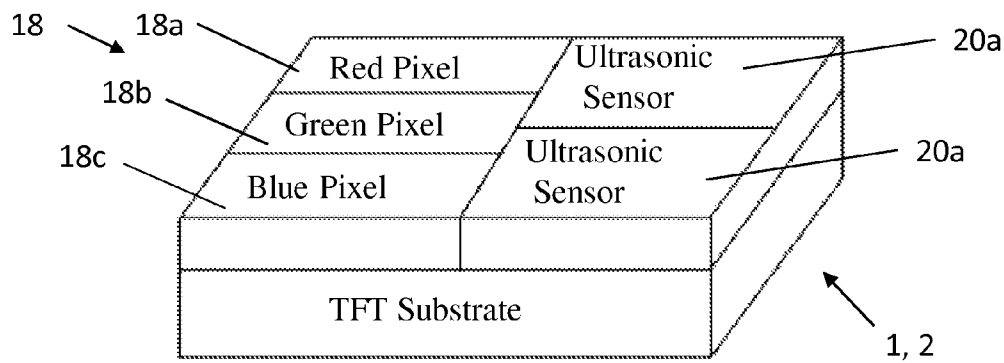 18
18a
20a
Red Pixel
Ultrasonic
Sensor
18b
Green Pixel
18c
Ultrasonic
Sensor
20a
Blue Pixel
TFT Substrate
1, 2